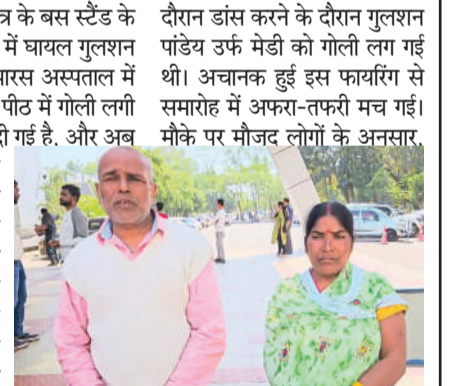 त्र के बस स्टैंड के
में घायल गुलशन
पारस अस्पताल में
पीठ में गोली लगी
दी गई है, और अब
दौरान डांस करने के दौरान गुलशन
पांडेय उर्फ मेडी को गोली लग गई
थी। अचानक हुई इस फायरिंग से
समारोह में अफरा-तफरी मच गई।
मौके पर मौजूद लोगों के अनुसार,